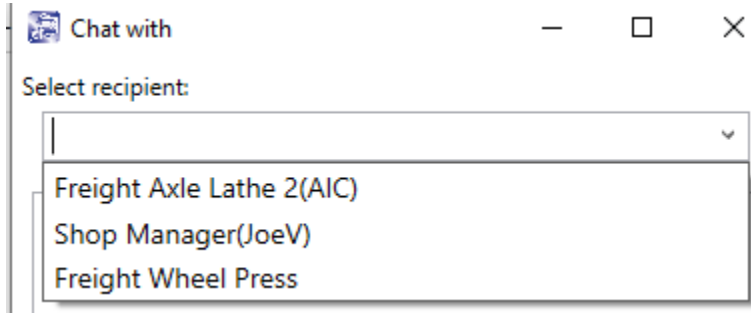 Chat with
Select recipient:
Freight Axle Lathe 2(AIC)
Shop Manager(JoeV)
Freight Wheel Press